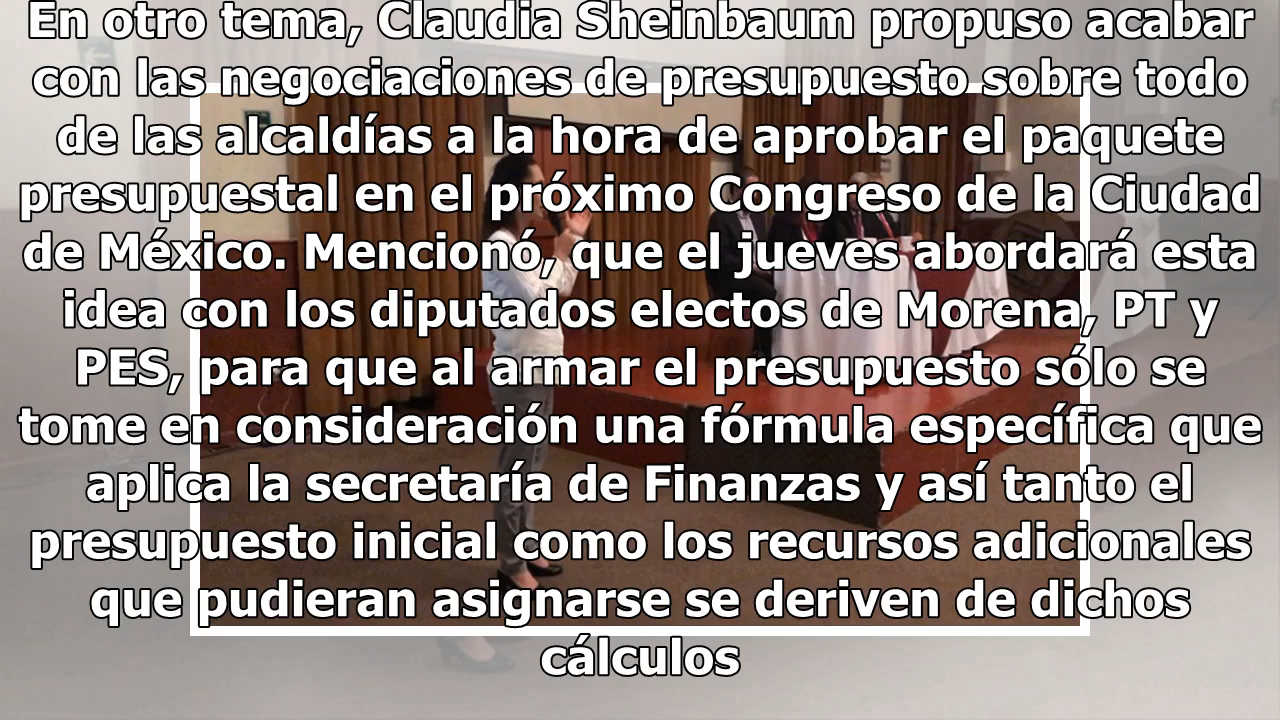 En otro tema, Claudia Sheinbaum propuso acabar
con las negociaciones de presupuesto sobre todo
de las alcaldías a la hora de aprobar el paquete
presupuestal en el próximo Congreso de la Ciudad
de México. Mencionó, que el jueves abordará esta
idea con los diputados electos de Morena, PT y
PES, para que al armar el presupuesto sólo se
tome en consideración una fórmula específica que
aplica la secretaría de Finanzas y así tanto el
presupuesto inicial como los recursos adicionales
que pudieran asignarse se deriven de dichos
cálculos